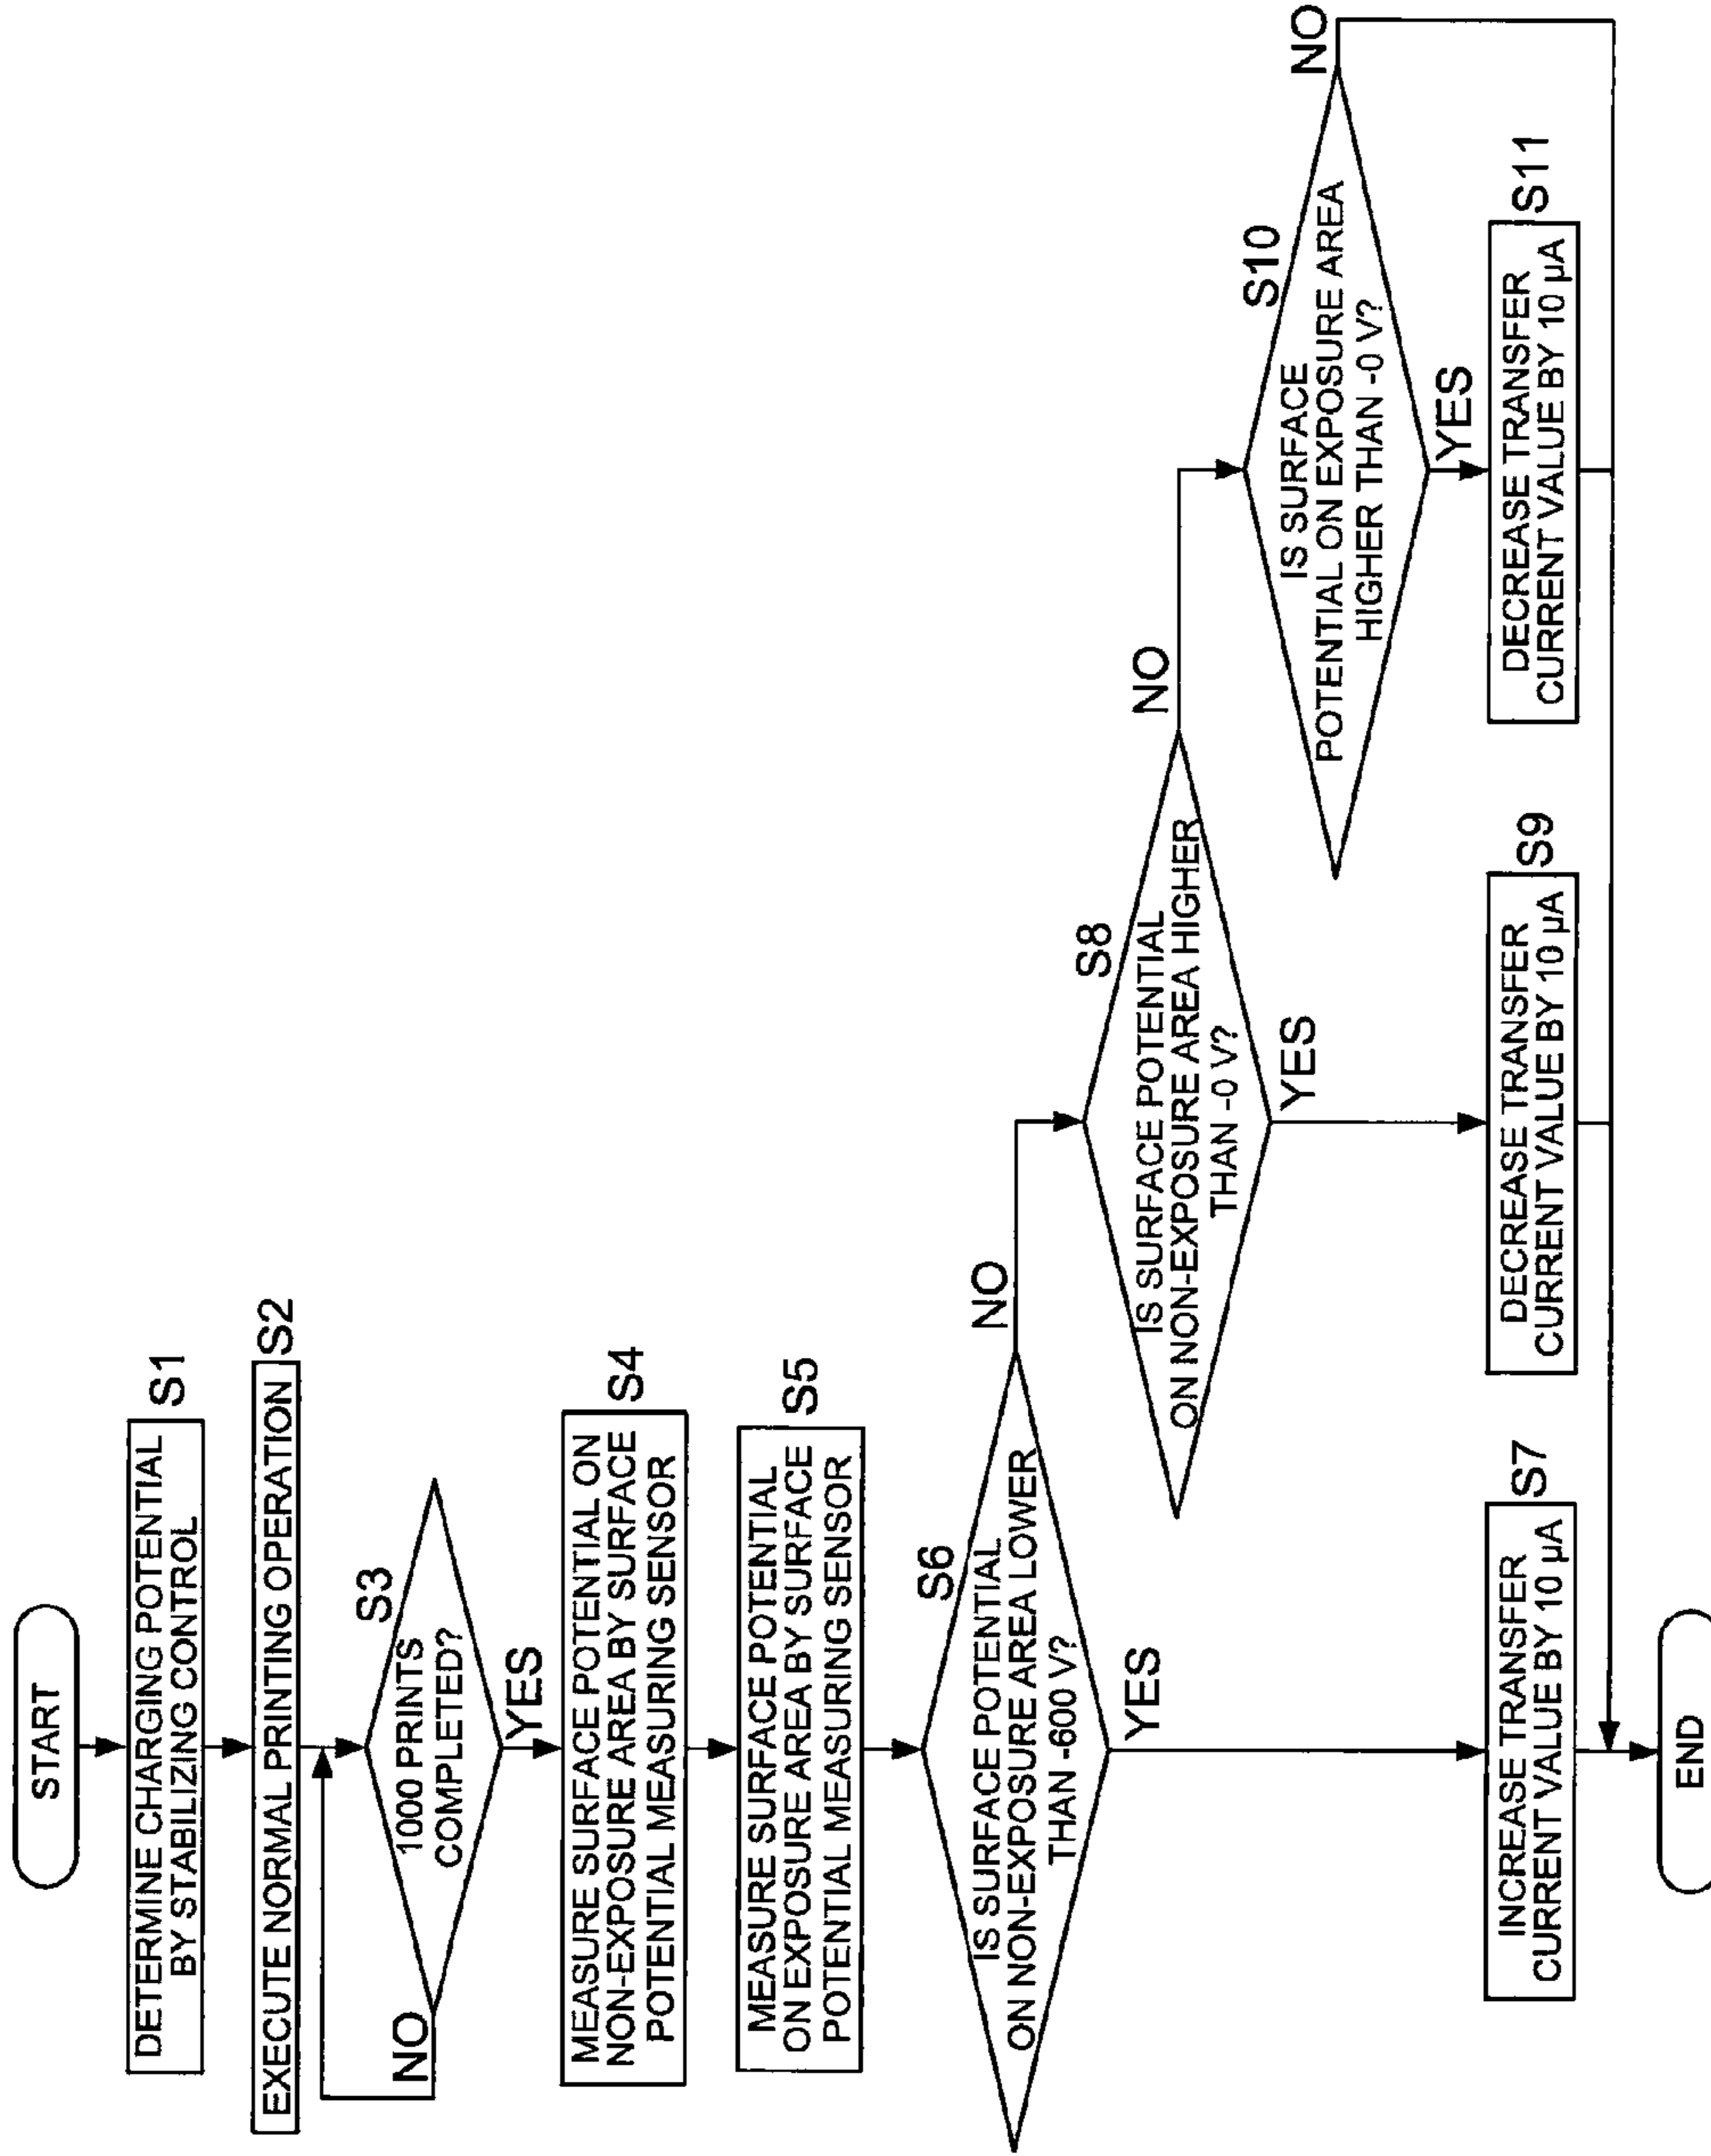 START
DETERMINE CHARGING POTENTIAL
BY STABILIZING CONTROL
S1
EXECUTE NORMAL PRINTING OPERATION
S2
S3
1000 PRINTS
COMPLETED?
NO
YES
MEASURE SURFACE POTENTIAL ON
NON-EXPOSURE AREA BY SURFACE
POTENTIAL MEASURING SENSOR
S4
MEASURE SURFACE POTENTIAL
ON EXPOSURE AREA BY SURFACE
POTENTIAL MEASURING SENSOR
S5
S6
IS SURFACE POTENTIAL
ON NON-EXPOSURE AREA LOWER
THAN -600 V?
NO
YES
S8
IS SURFACE POTENTIAL
ON NON-EXPOSURE AREA HIGHER
THAN -0 V?
NO
YES
S10
IS SURFACE
POTENTIAL ON EXPOSURE AREA
HIGHER THAN -0 V?
NO
YES
INCREASE TRANSFER
CURRENT VALUE BY 10 µA
S7
DECREASE TRANSFER
CURRENT VALUE BY 10 µA
S9
DECREASE TRANSFER
CURRENT VALUE BY 10 µA
S11
END